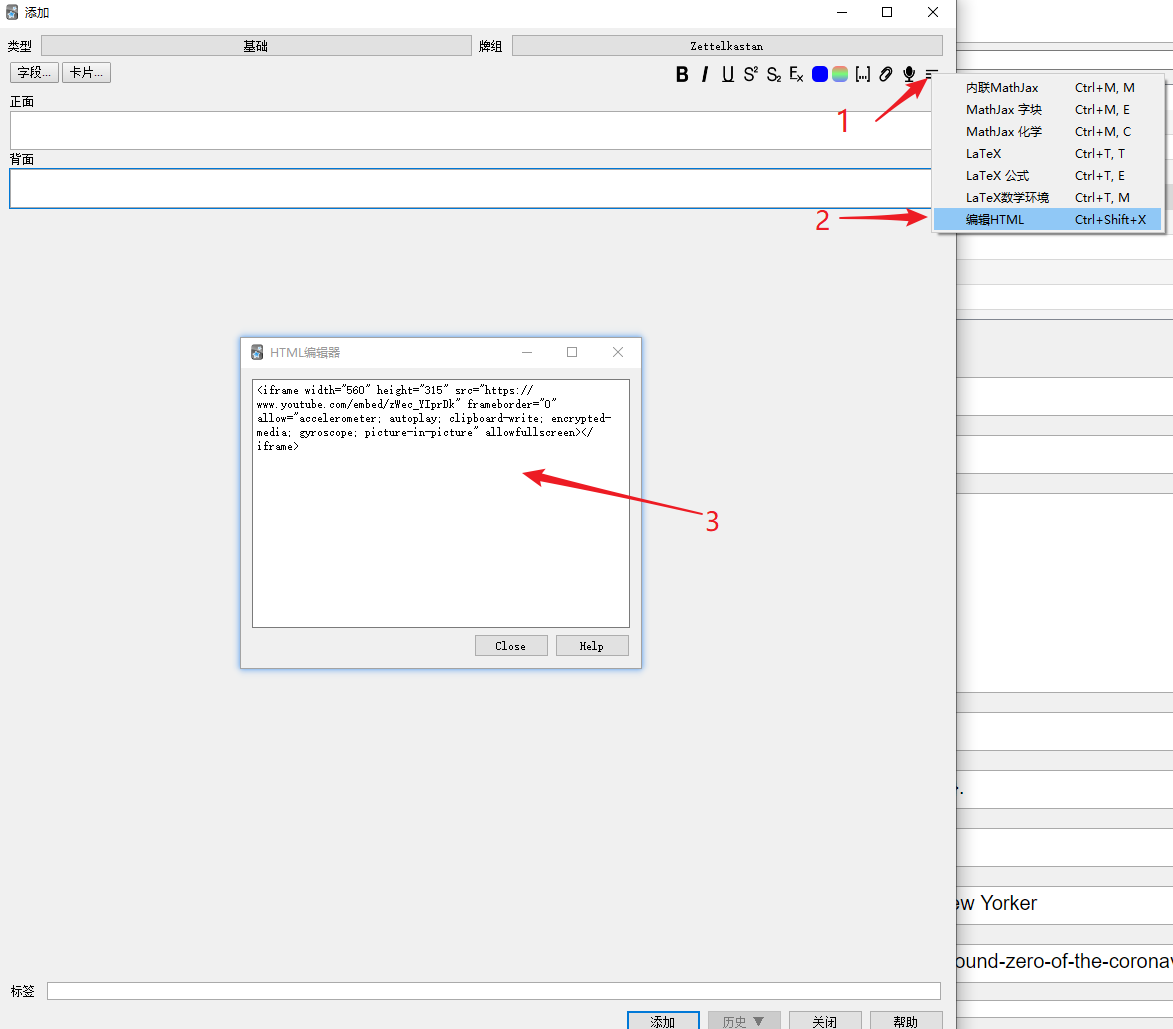 添加
类型
基础
牌组
Zettelkastan
字段...
卡片...
B I U S² S₂ Ex [...]
正面
背面
1
内联MathJax Ctrl+M, M
MathJax 字块 Ctrl+M, E
MathJax 化学 Ctrl+M, C
LaTeX Ctrl+T, T
LaTeX 公式 Ctrl+T, E
LaTeX数学环境 Ctrl+T, M
编辑HTML Ctrl+Shift+X
2
HTML编辑器
<iframe width="560" height="315" src="https://
www.youtube.com/embed/zWec_YIprDk" frameborder="0"
allow="accelerometer; autoplay; clipboard-write; encrypted-
media; gyroscope; picture-in-picture" allowfullscreen></
iframe>
3
Close
Help
ew Yorker
ound-zero-of-the-corona
标签
添加
历史 ▼
关闭
帮助